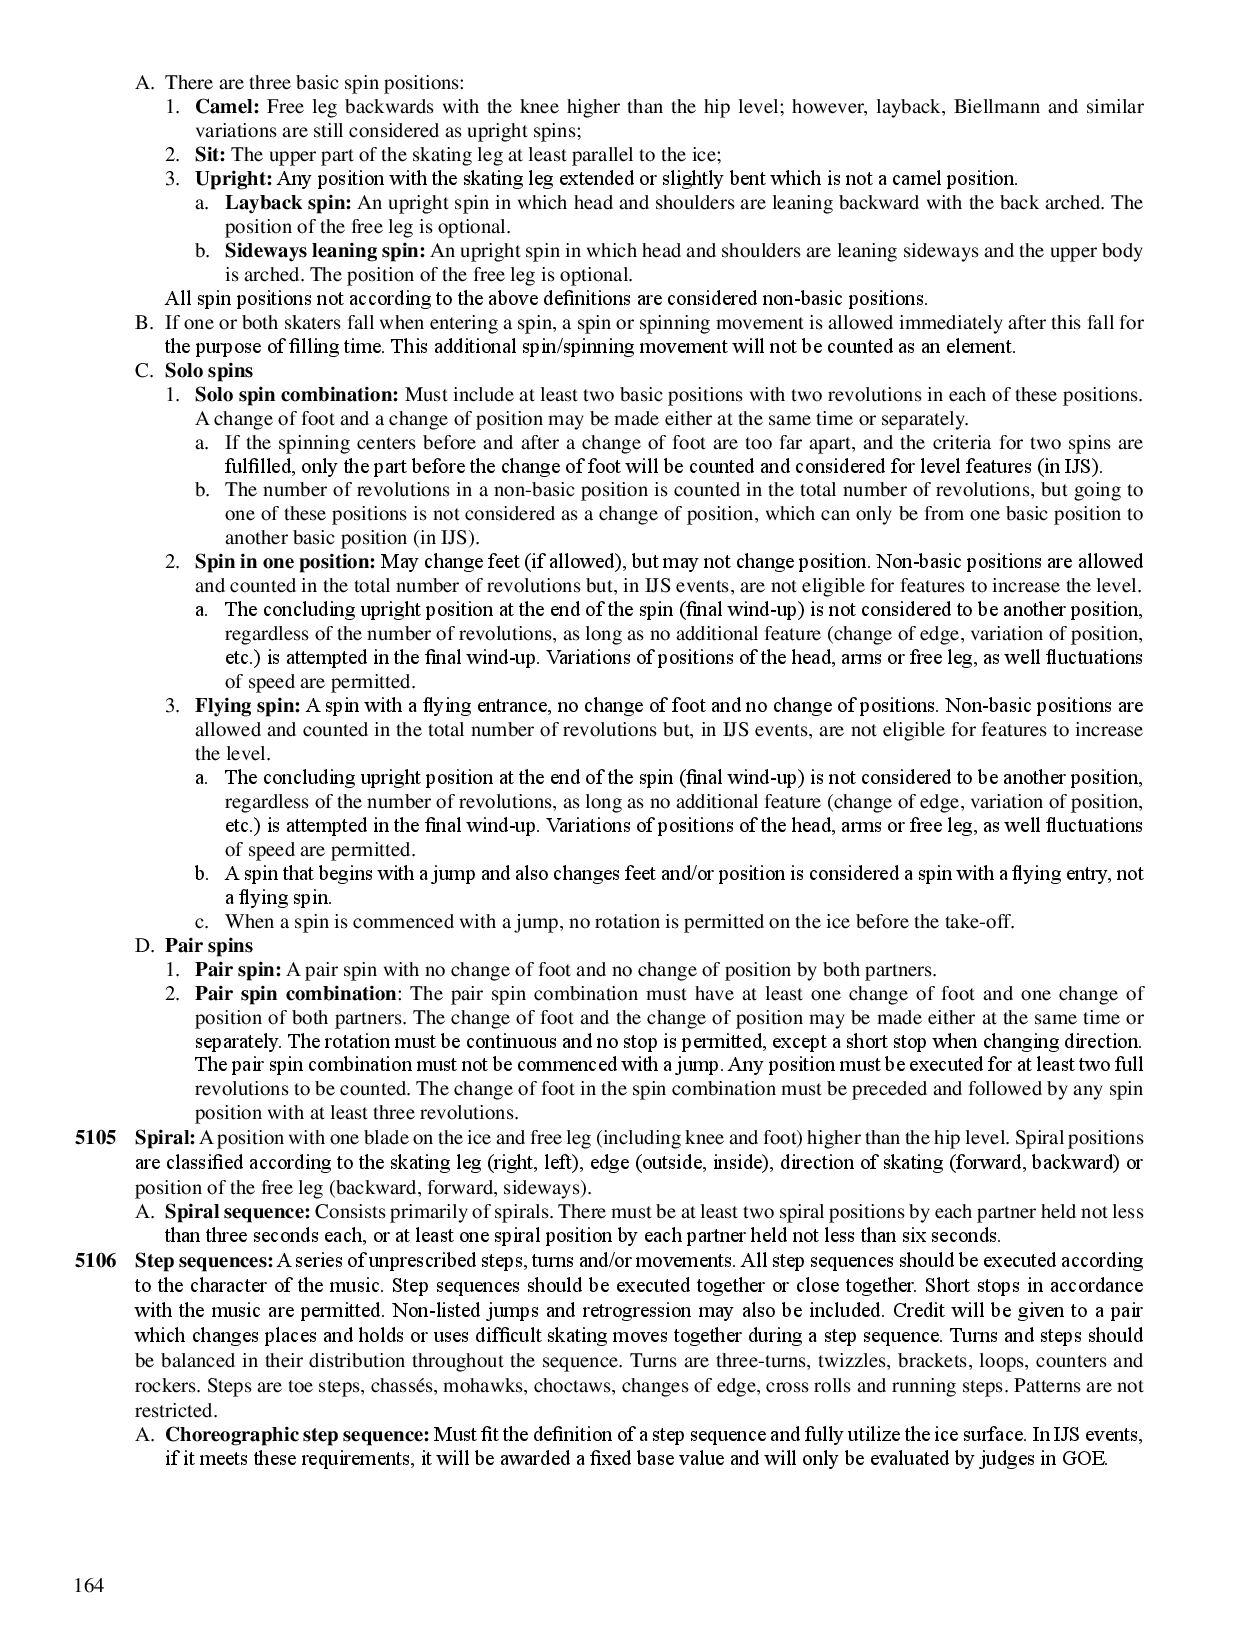 A. There are three basic spin positions:
1. Camel: Free leg backwards with the knee higher than the hip level; however, layback, Biellmann and similar
variations are still considered as upright spins;
2. Sit: The upper part of the skating leg at least parallel to the ice;
3. Upright: Any position with the skating leg extended or slightly bent which is not a camel position.
a. Layback spin: An upright spin in which head and shoulders are leaning backward with the back arched. The
position of the free leg is optional.
b. Sideways leaning spin: An upright spin in which head and shoulders are leaning sideways and the upper body
is arched. The position of the free leg is optional.
All spin positions not according to the above definitions are considered non-basic positions.
B. If one or both skaters fall when entering a spin, a spin or spinning movement is allowed immediately after this fall for
the purpose of filling time. This additional spin/spinning movement will not be counted as an element.
C. Solo spins
1. Solo spin combination: Must include at least two basic positions with two revolutions in each of these positions.
A change of foot and a change of position may be made either at the same time or separately.
a. If the spinning centers before and after a change of foot are too far apart, and the criteria for two spins are
fulfilled, only the part before the change of foot will be counted and considered for level features (in IJS).
b. The number of revolutions in a non-basic position is counted in the total number of revolutions, but going to
one of these positions is not considered as a change of position, which can only be from one basic position to
another basic position (in IJS).
2. Spin in one position: May change feet (if allowed), but may not change position. Non-basic positions are allowed
and counted in the total number of revolutions but, in IJS events, are not eligible for features to increase the level.
a. The concluding upright position at the end of the spin (final wind-up) is not considered to be another position,
regardless of the number of revolutions, as long as no additional feature (change of edge, variation of position,
etc.) is attempted in the final wind-up. Variations of positions of the head, arms or free leg, as well fluctuations
of speed are permitted.
3. Flying spin: A spin with a flying entrance, no change of foot and no change of positions. Non-basic positions are
allowed and counted in the total number of revolutions but, in IJS events, are not eligible for features to increase
the level.
a. The concluding upright position at the end of the spin (final wind-up) is not considered to be another position,
regardless of the number of revolutions, as long as no additional feature (change of edge, variation of position,
etc.) is attempted in the final wind-up. Variations of positions of the head, arms or free leg, as well fluctuations
of speed are permitted.
b. A spin that begins with a jump and also changes feet and/or position is considered a spin with a flying entry, not
a flying spin.
c. When a spin is commenced with a jump, no rotation is permitted on the ice before the take-off.
D. Pair spins
1. Pair spin: A pair spin with no change of foot and no change of position by both partners.
2. Pair spin combination: The pair spin combination must have at least one change of foot and one change of
position of both partners. The change of foot and the change of position may be made either at the same time or
separately. The rotation must be continuous and no stop is permitted, except a short stop when changing direction.
The pair spin combination must not be commenced with a jump. Any position must be executed for at least two full
revolutions to be counted. The change of foot in the spin combination must be preceded and followed by any spin
position with at least three revolutions.
5105 Spiral: A position with one blade on the ice and free leg (including knee and foot) higher than the hip level. Spiral positions
are classified according to the skating leg (right, left), edge (outside, inside), direction of skating (forward, backward) or
position of the free leg (backward, forward, sideways).
A. Spiral sequence: Consists primarily of spirals. There must be at least two spiral positions by each partner held not less
than three seconds each, or at least one spiral position by each partner held not less than six seconds.
5106 Step sequences: A series of unprescribed steps, turns and/or movements. All step sequences should be executed according
to the character of the music. Step sequences should be executed together or close together. Short stops in accordance
with the music are permitted. Non-listed jumps and retrogression may also be included. Credit will be given to a pair
which changes places and holds or uses difficult skating moves together during a step sequence. Turns and steps should
be balanced in their distribution throughout the sequence. Turns are three-turns, twizzles, brackets, loops, counters and
rockers. Steps are toe steps, chassés, mohawks, choctaws, changes of edge, cross rolls and running steps. Patterns are not
restricted.
A. Choreographic step sequence: Must fit the definition of a step sequence and fully utilize the ice surface. In IJS events,
if it meets these requirements, it will be awarded a fixed base value and will only be evaluated by judges in GOE.
164